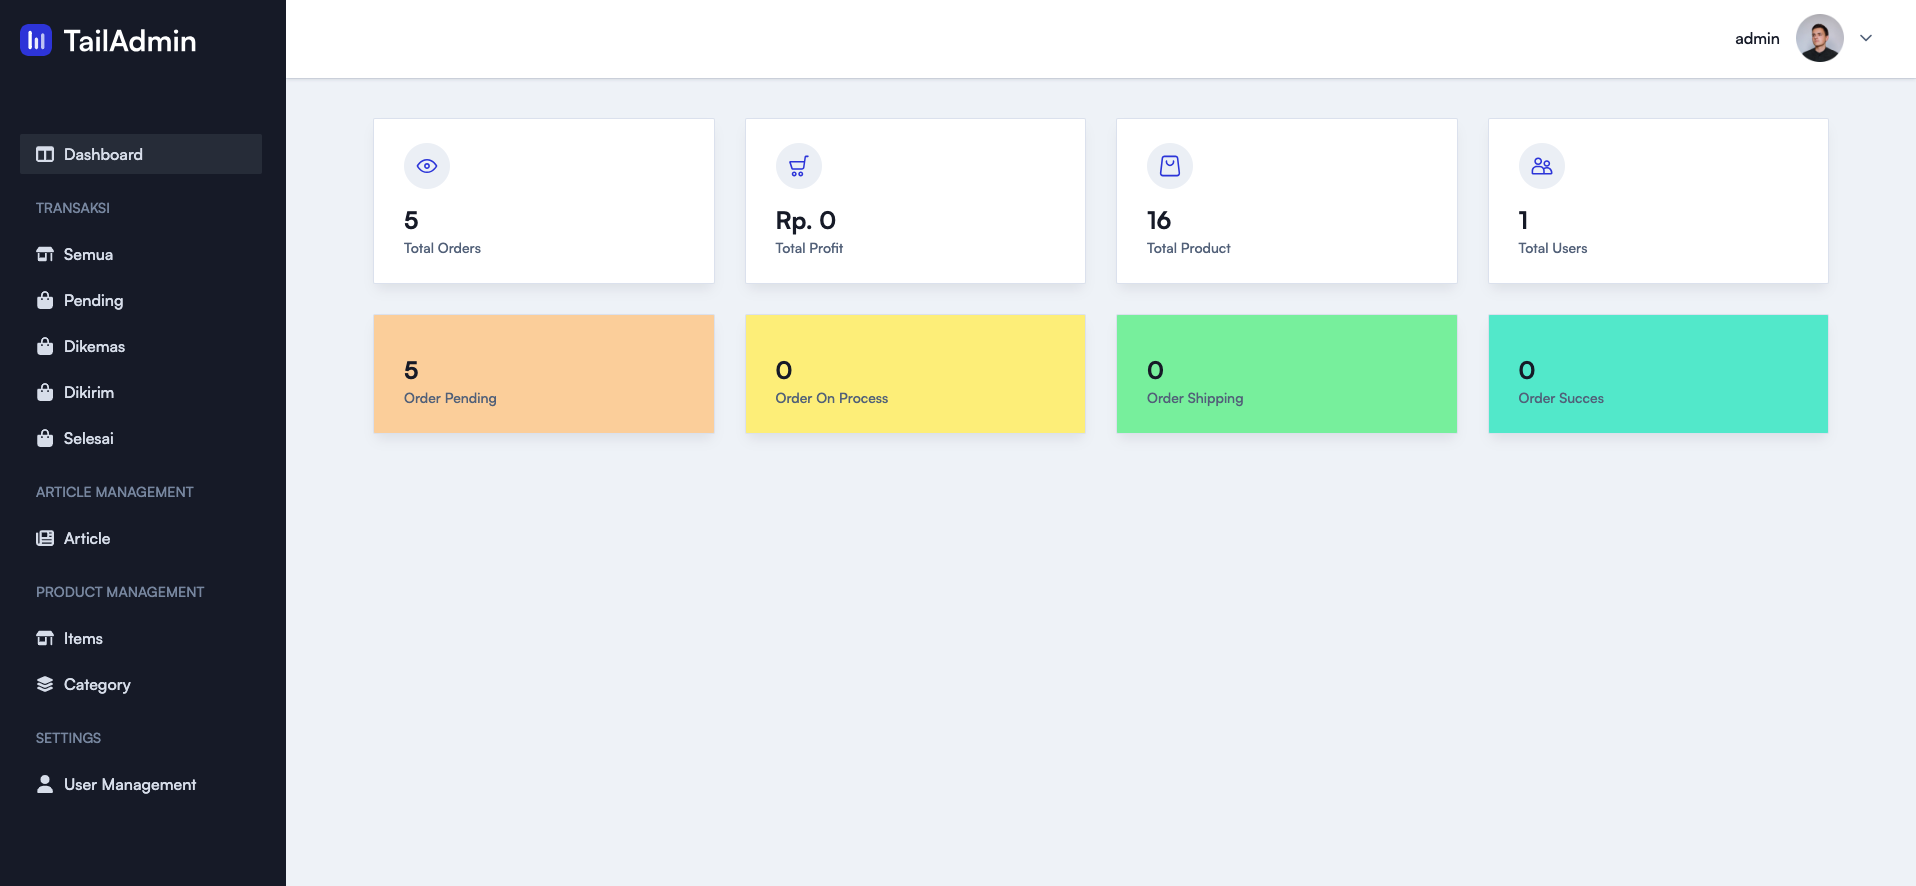 TailAdmin
admin
Dashboard
TRANSAKSI
Semua
Pending
Dikemas
Dikirim
Selesai
ARTICLE MANAGEMENT
Article
PRODUCT MANAGEMENT
Items
Category
SETTINGS
User Management
5
Total Orders
Rp. 0
Total Profit
16
Total Product
1
Total Users
5
Order Pending
0
Order On Process
0
Order Shipping
0
Order Succes